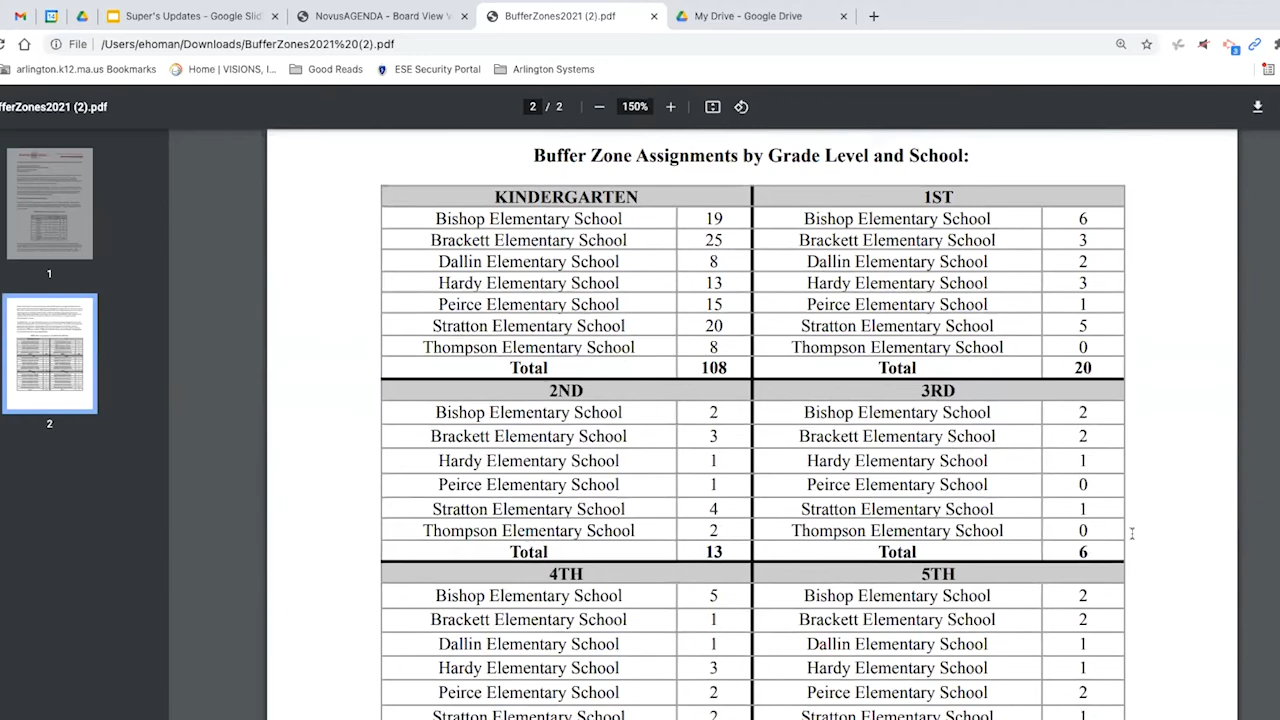 Super's Updates - Google Slid
NovusAGENDA - Board View V
BufferZones2021 (2).pdf
My Drive - Google Drive
File /Users/ehoman/Downloads/BufferZones2021%20(2).pdf
3
arlington.k12.ma.us Bookmarks Home | VISIONS, I... Good Reads ESE Security Portal Arlington Systems
fferZones2021 (2).pdf 2 / 2 150%
1
2
Buffer Zone Assignments by Grade Level and School:
KINDERGARTEN 1ST
Bishop Elementary School 19 Bishop Elementary School 6
Brackett Elementary School 25 Brackett Elementary School 3
Dallin Elementary School 8 Dallin Elementary School 2
Hardy Elementary School 13 Hardy Elementary School 3
Peirce Elementary School 15 Peirce Elementary School 1
Stratton Elementary School 20 Stratton Elementary School 5
Thompson Elementary School 8 Thompson Elementary School 0
Total 108 Total 20
2ND 3RD
Bishop Elementary School 2 Bishop Elementary School 2
Brackett Elementary School 3 Brackett Elementary School 2
Hardy Elementary School 1 Hardy Elementary School 1
Peirce Elementary School 1 Peirce Elementary School 0
Stratton Elementary School 4 Stratton Elementary School 1
Thompson Elementary School 2 Thompson Elementary School 0
Total 13 Total 6
4TH 5TH
Bishop Elementary School 5 Bishop Elementary School 2
Brackett Elementary School 1 Brackett Elementary School 2
Dallin Elementary School 1 Dallin Elementary School 1
Hardy Elementary School 3 Hardy Elementary School 1
Peirce Elementary School 2 Peirce Elementary School 2
Stratton Elementary School 2 Stratton Elementary School 1